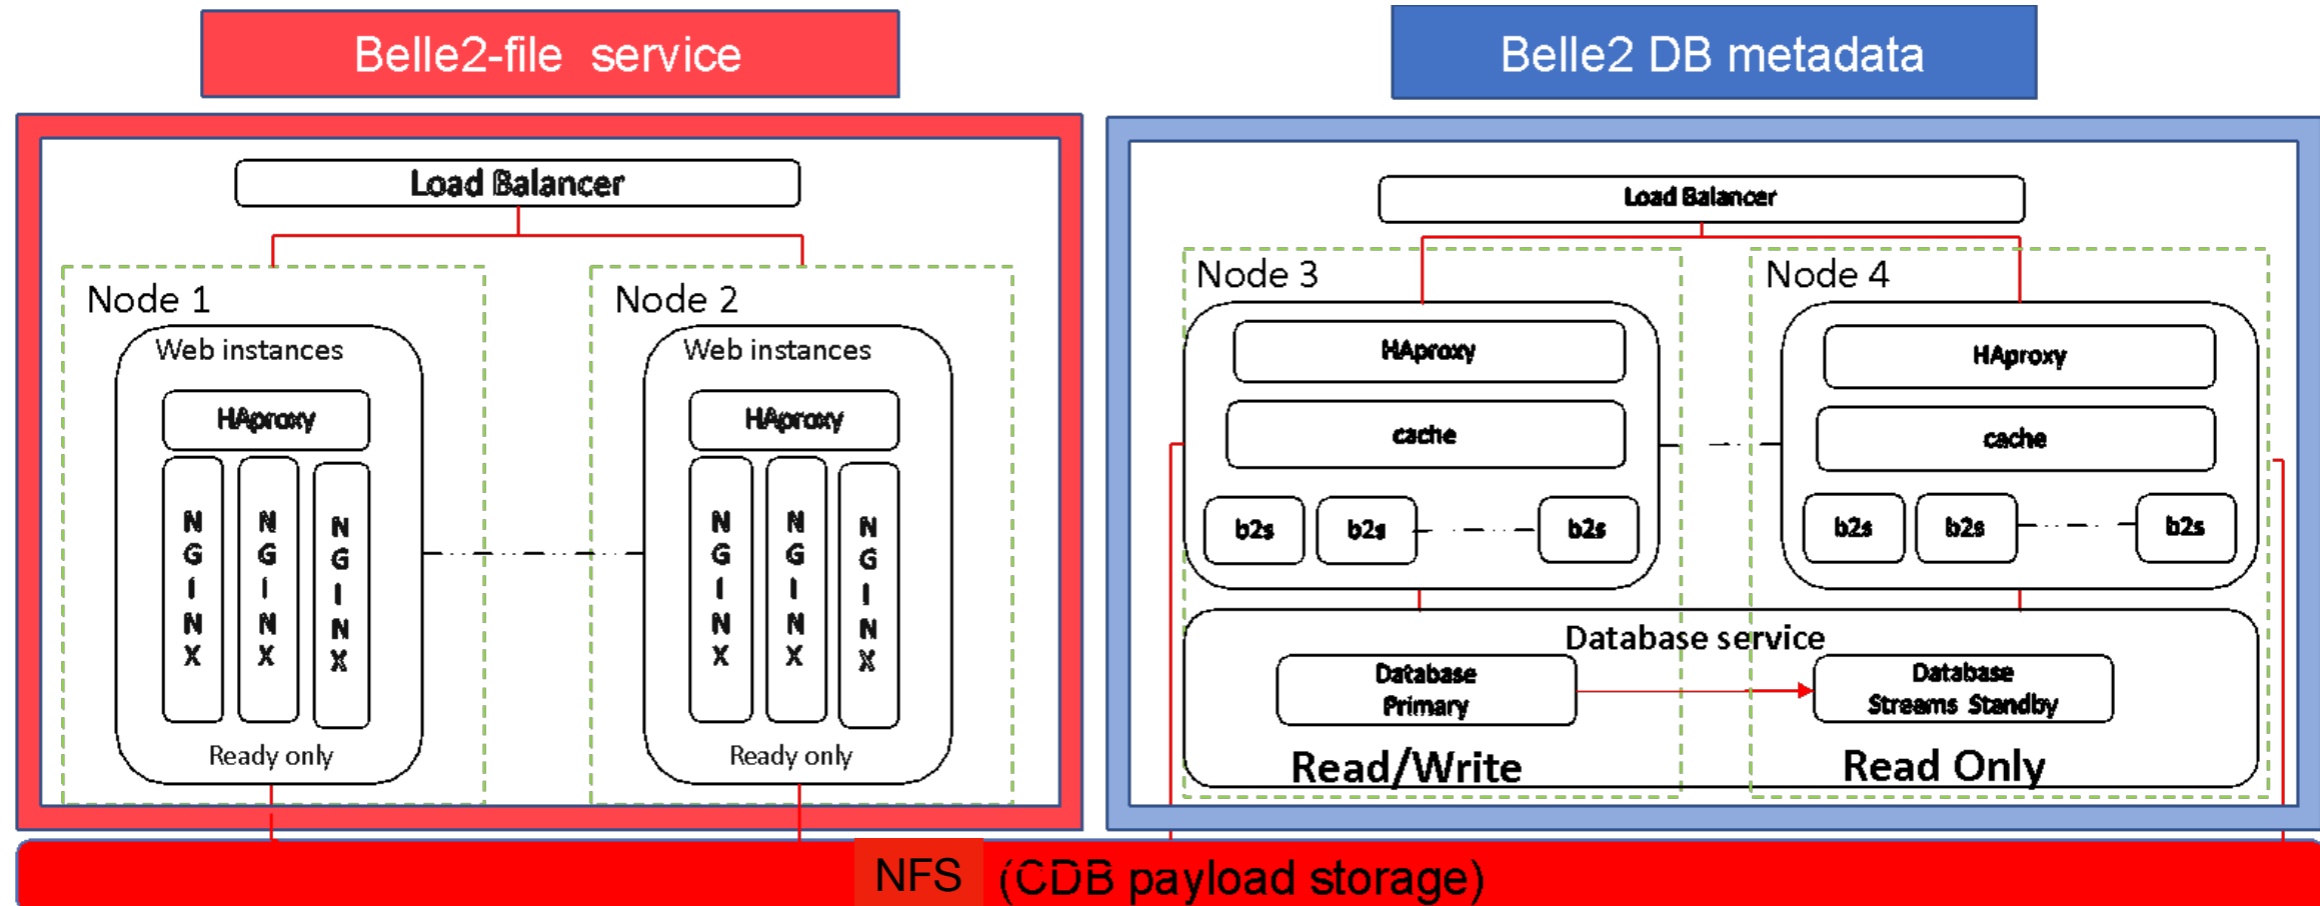 Belle2-file service
Belle2 DB metadata
Load Balancer
Node 1
Web instances
HAproxy
NGINX
NGINX
NGINX
Ready only
Node 2
Web instances
HAproxy
NGINX
NGINX
NGINX
Ready only
Load Balancer
Node 3
HAproxy
cache
b2s
b2s
b2s
Node 4
HAproxy
cache
b2s
b2s
b2s
Database service
Database
Primary
Database
Streams Standby
Read/Write
Read Only
NFS (CDB payload storage)